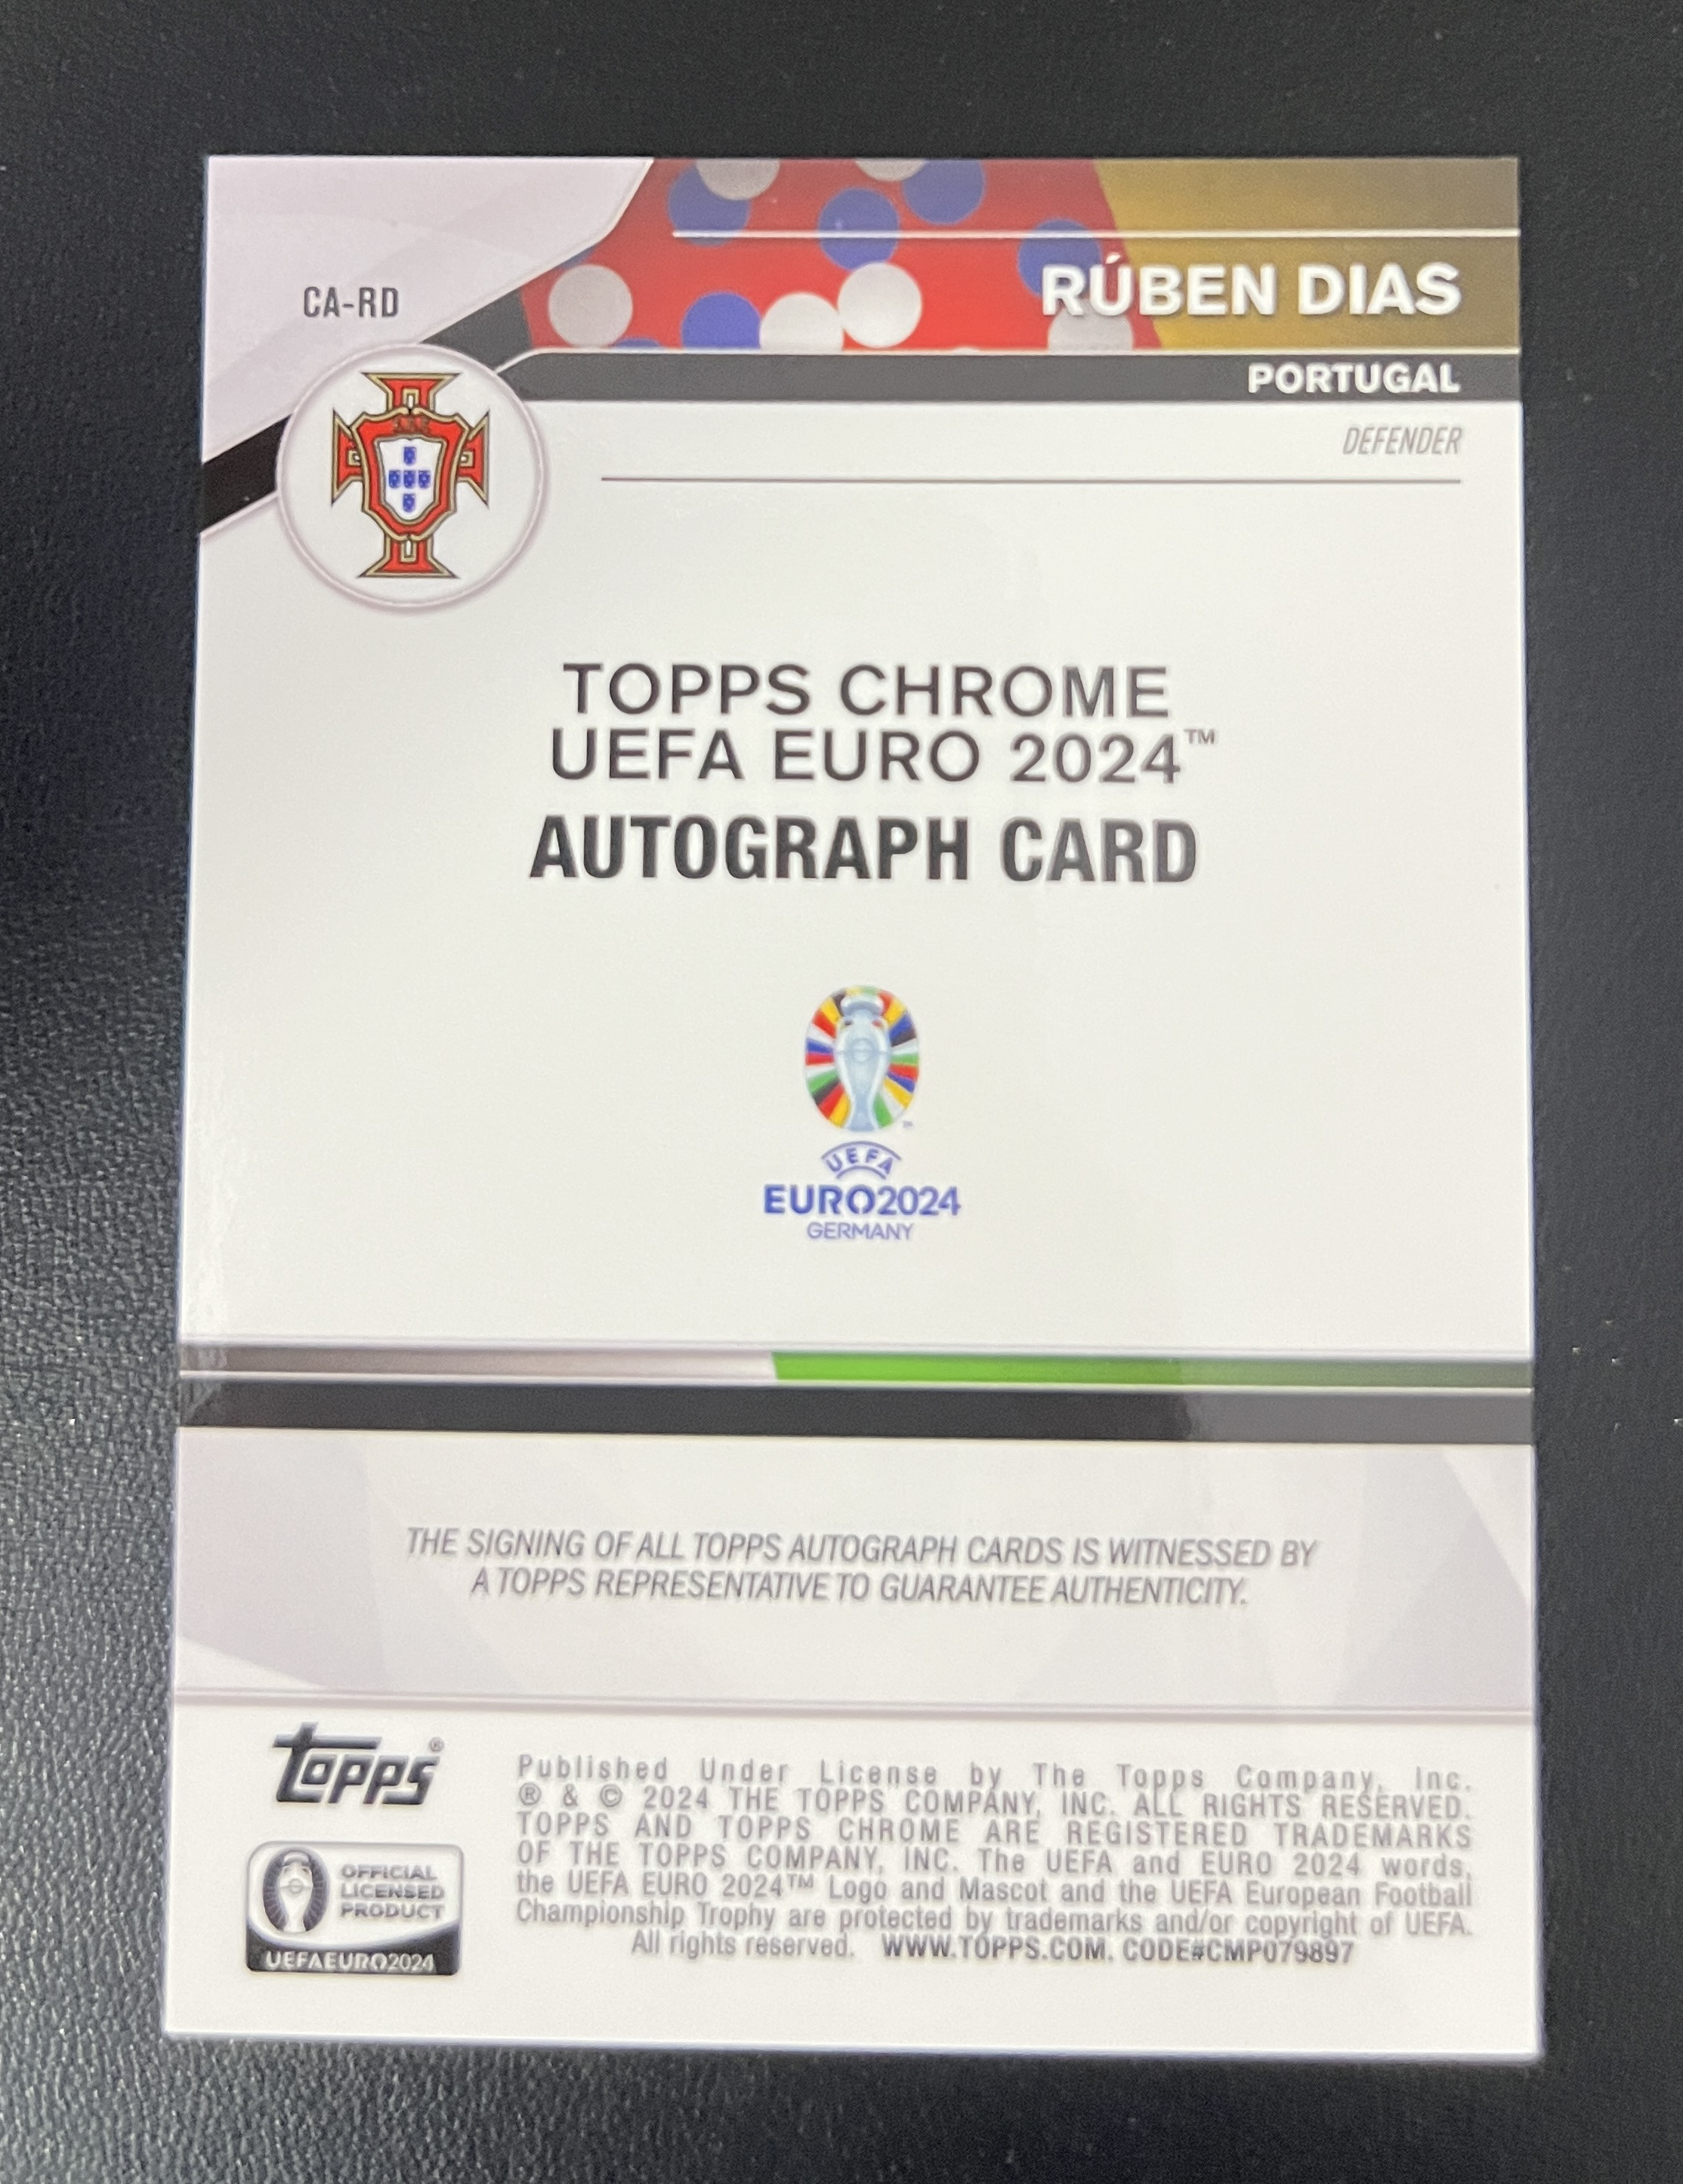 CA-RD
RÚBEN DIAS
PORTUGAL
DEFENDER
TOPPS CHROME
UEFA EURO 2024™
AUTOGRAPH CARD
UEFA
EURO2024
GERMANY
THE SIGNING OF ALL TOPPS AUTOGRAPH CARDS IS WITNESSED BY
A TOPPS REPRESENTATIVE TO GUARANTEE AUTHENTICITY.
topps®
OFFICIAL
LICENSED
PRODUCT
UEFAEURO2024
Published Under License by The Topps Company, Inc.
® & © 2024 THE TOPPS COMPANY, INC. ALL RIGHTS RESERVED.
TOPPS AND TOPPS CHROME ARE REGISTERED TRADEMARKS
OF THE TOPPS COMPANY, INC. The UEFA and EURO 2024 words,
the UEFA EURO 2024™ Logo and Mascot and the UEFA European Football
Championship Trophy are protected by trademarks and/or copyright of UEFA.
All rights reserved. WWW.TOPPS.COM. CODE#CMP079897